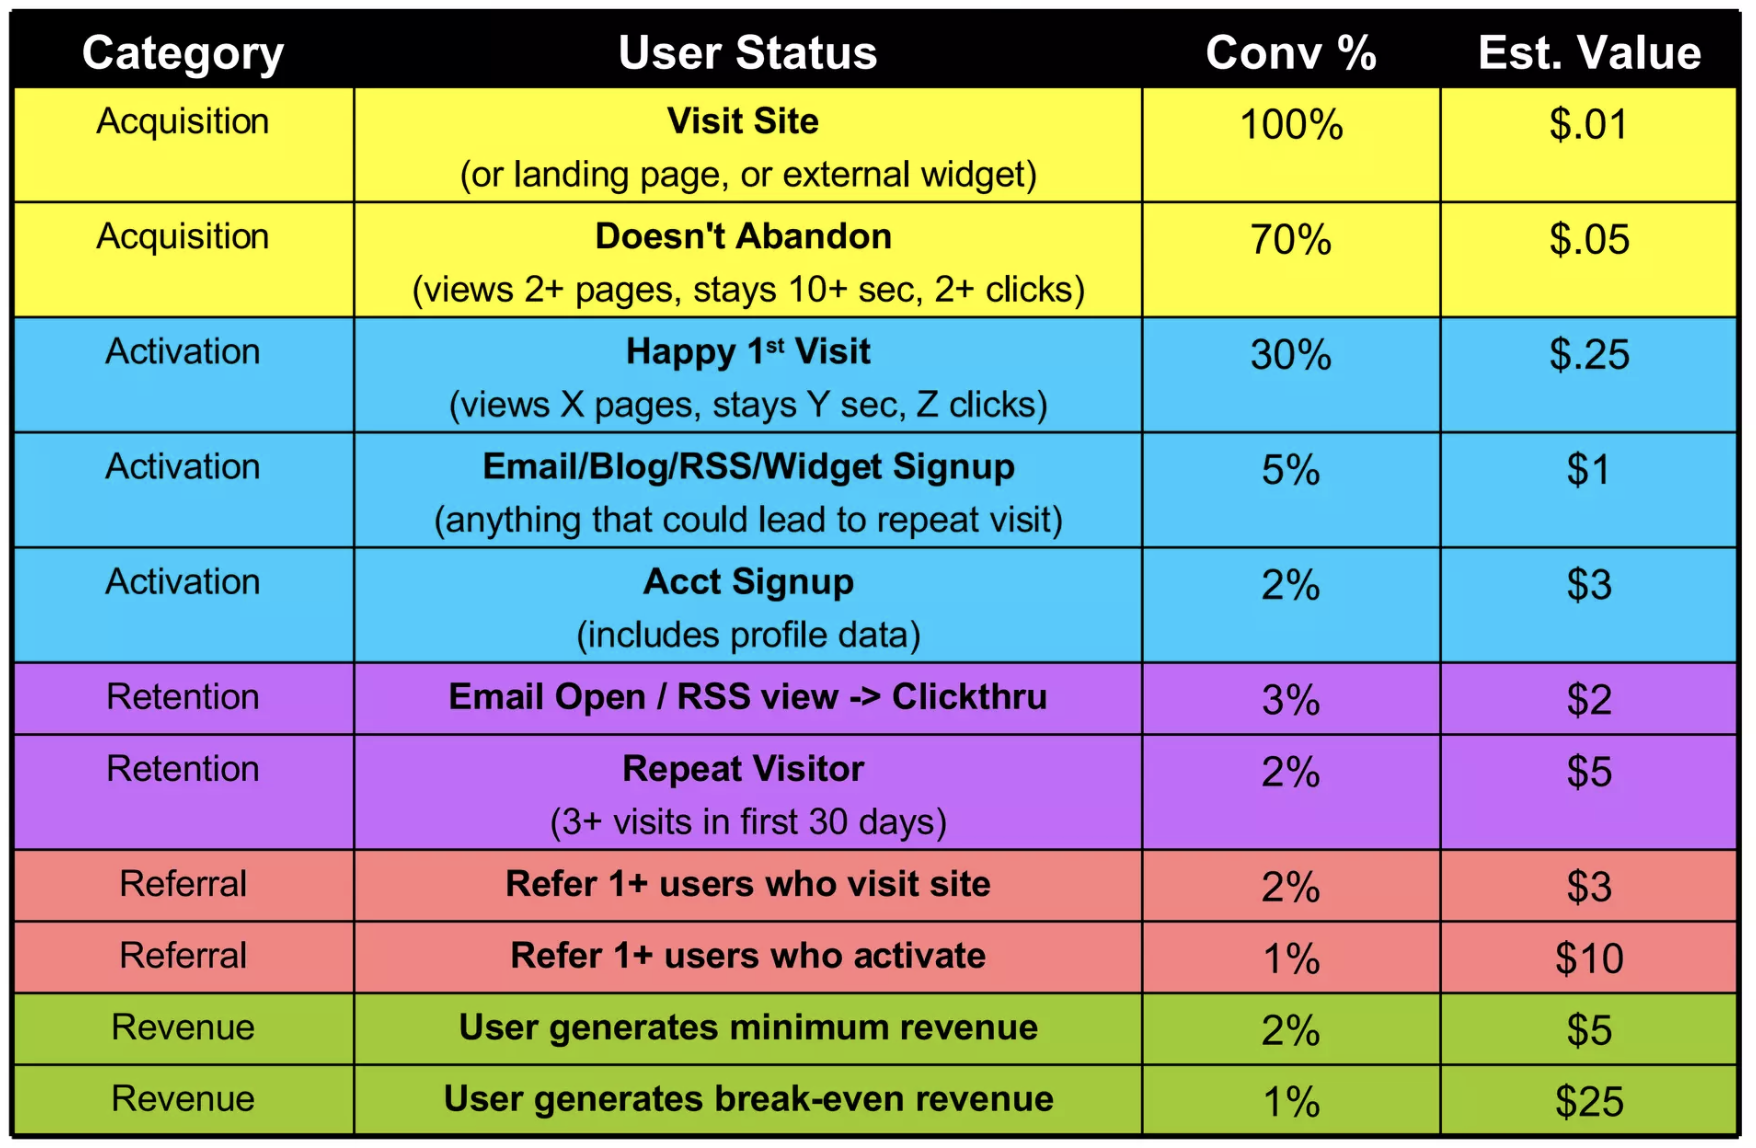 Category User Status Conv % Est. Value
Acquisition Visit Site 100% $.01
(or landing page, or external widget)
Acquisition Doesn't Abandon 70% $.05
(views 2+ pages, stays 10+ sec, 2+ clicks)
Activation Happy 1st Visit 30% $.25
(views X pages, stays Y sec, Z clicks)
Activation Email/Blog/RSS/Widget Signup 5% $1
(anything that could lead to repeat visit)
Activation Acct Signup 2% $3
(includes profile data)
Retention Email Open / RSS view -> Clickthru 3% $2
Retention Repeat Visitor 2% $5
(3+ visits in first 30 days)
Referral Refer 1+ users who visit site 2% $3
Referral Refer 1+ users who activate 1% $10
Revenue User generates minimum revenue 2% $5
Revenue User generates break-even revenue 1% $25